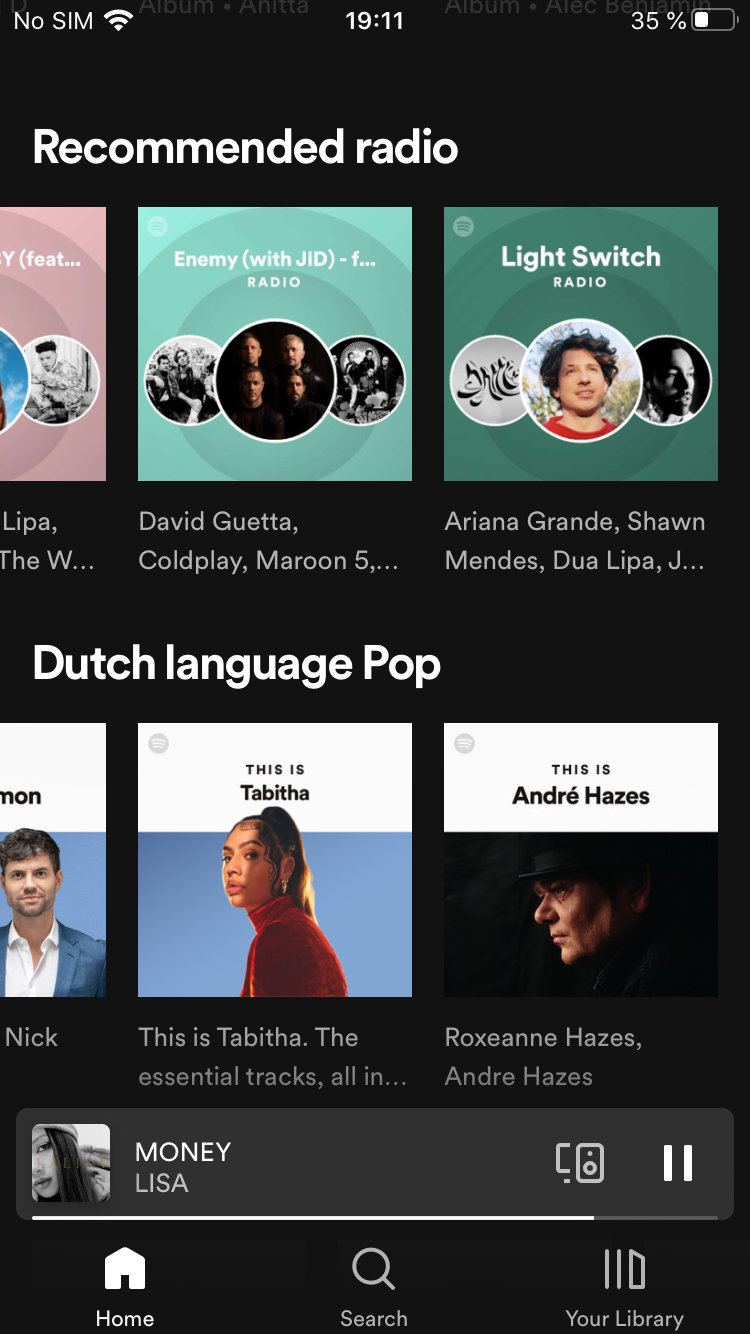 Album • Anitta
Album • Alec Benjamin
No SIM
19:11
35 %
Recommended radio
Y (feat...
Enemy (with JID) - f...
RADIO
Light Switch
RADIO
Lipa,
The W...
David Guetta,
Coldplay, Maroon 5,...
Ariana Grande, Shawn
Mendes, Dua Lipa, J...
Dutch language Pop
mon
THIS IS
Tabitha
THIS IS
André Hazes
Nick
This is Tabitha. The
essential tracks, all in...
Roxeanne Hazes,
Andre Hazes
MONEY
LISA
Home
Search
Your Library